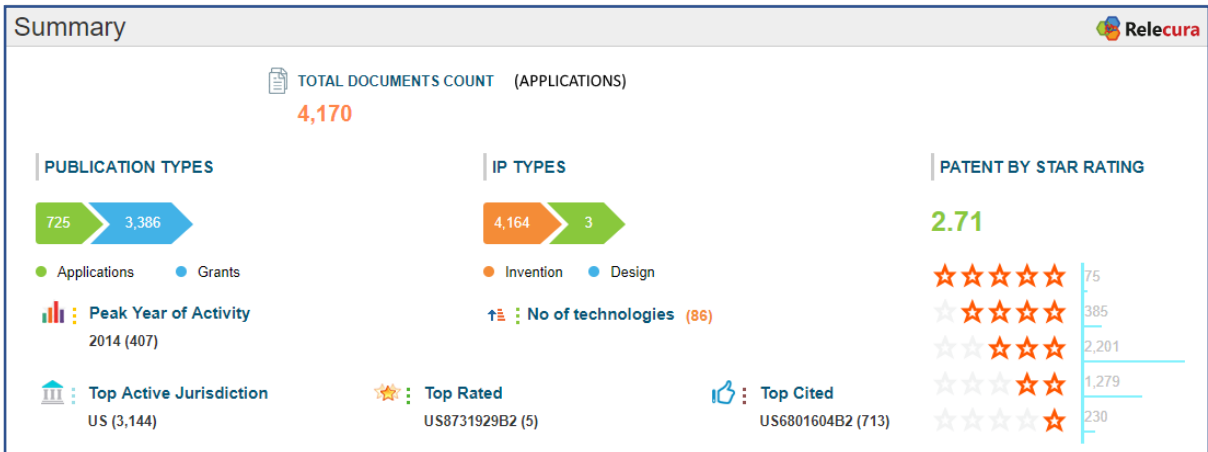 Summary
Relecura
TOTAL DOCUMENTS COUNT (APPLICATIONS)
4,170
PUBLICATION TYPES
725 3,386
Applications Grants
Peak Year of Activity
2014 (407)
IP TYPES
4,164 3
Invention Design
No of technologies (86)
Top Active Jurisdiction
US (3,144)
Top Rated
US8731929B2 (5)
Top Cited
US6801604B2 (713)
PATENT BY STAR RATING
2.71
75
385
2,201
1,279
230